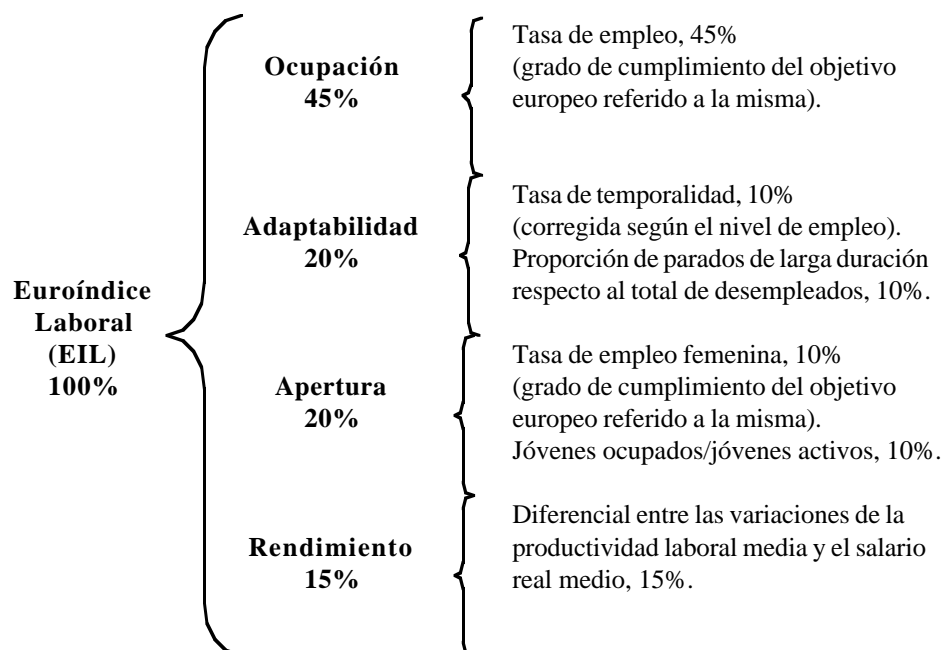 Euroíndice
Laboral
(EIL)
100%
Ocupación
45%
Tasa de empleo, 45%
(grado de cumplimiento del objetivo
europeo referido a la misma).
Adaptabilidad
20%
Tasa de temporalidad, 10%
(corregida según el nivel de empleo).
Proporción de parados de larga duración
respecto al total de desempleados, 10%.
Apertura
20%
Tasa de empleo femenina, 10%
(grado de cumplimiento del objetivo
europeo referido a la misma).
Jóvenes ocupados/jóvenes activos, 10%.
Rendimiento
15%
Diferencial entre las variaciones de la
productividad laboral media y el salario
real medio, 15%.